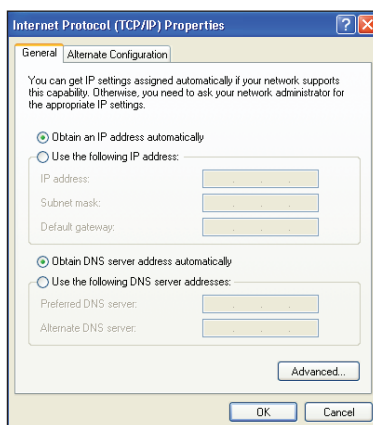 Internet Protocol (TCP/IP) Properties
General
Alternate Configuration
You can get IP settings assigned automatically if your network supports
this capability. Otherwise, you need to ask your network administrator for
the appropriate IP settings.
Obtain an IP address automatically
Use the following IP address:
IP address:
Subnet mask:
Default gateway:
Obtain DNS server address automatically
Use the following DNS server addresses:
Preferred DNS server:
Alternate DNS server:
Advanced...
OK
Cancel